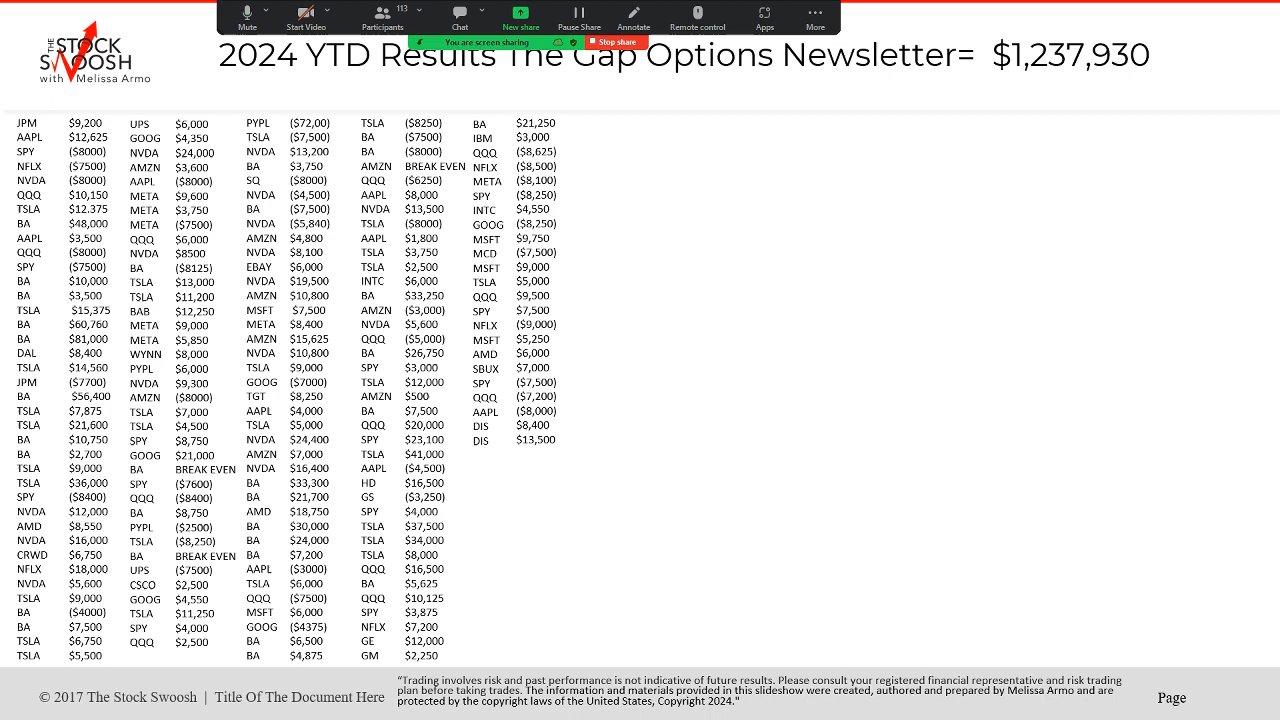 Mute
Start Video
Participants
113
Chat
New share
Pause Share
Annotate
Remote control
Apps
More
You are screen sharing
Stop share
THE STOCK SWOOSH
with Melissa Armo
2024 YTD Results The Gap Options Newsletter= $1,237,930
JPM $9,200
AAPL $12,625
SPY ($8000)
NFLX ($7500)
NVDA ($8000)
QQQ $10,150
TSLA $12.375
BA $48,000
AAPL $3,500
QQQ ($8000)
SPY ($7500)
BA $10,000
BA $3,500
TSLA $15,375
BA $60,760
BA $81,000
DAL $8,400
TSLA $14,560
JPM ($7700)
BA $56,400
TSLA $7,875
TSLA $21,600
BA $10,750
BA $2,700
TSLA $9,000
TSLA $36,000
SPY ($8400)
NVDA $12,000
AMD $8,550
NVDA $16,000
CRWD $6,750
NFLX $18,000
NVDA $5,600
TSLA $9,000
BA ($4000)
BA $7,500
TSLA $6,750
TSLA $5,500
UPS $6,000
GOOG $4,350
NVDA $24,000
AMZN $3,600
AAPL ($8000)
META $9,600
META $3,750
META ($7500)
QQQ $6,000
NVDA $8500
BA ($8125)
TSLA $13,000
TSLA $11,200
BAB $12,250
META $9,000
META $5,850
WYNN $8,000
PYPL $6,000
NVDA $9,300
AMZN ($8000)
TSLA $7,000
TSLA $4,500
SPY $8,750
GOOG $21,000
BA BREAK EVEN
SPY ($7600)
QQQ ($8400)
BA $8,750
PYPL ($2500)
TSLA ($8,250)
BA BREAK EVEN
UPS ($7500)
CSCO $2,500
GOOG $4,550
TSLA $11,250
SPY $4,000
QQQ $2,500
PYPL ($72,00)
TSLA ($7,500)
NVDA $13,200
BA $3,750
SQ ($8000)
NVDA ($4,500)
BA ($7,500)
NVDA ($5,840)
AMZN $4,800
NVDA $8,100
EBAY $6,000
NVDA $19,500
AMZN $10,800
MSFT $7,500
META $8,400
AMZN $15,625
NVDA $10,800
TSLA $9,000
GOOG ($7000)
TGT $8,250
AAPL $4,000
TSLA $5,000
NVDA $24,400
AMZN $7,000
NVDA $16,400
BA $33,300
BA $21,700
AMD $18,750
BA $30,000
BA $24,000
BA $7,200
AAPL ($3000)
TSLA $6,000
QQQ ($7500)
MSFT $6,000
GOOG ($4375)
BA $6,500
BA $4,875
TSLA ($8250)
BA ($7500)
BA ($8000)
AMZN BREAK EVEN
QQQ ($6250)
AAPL $8,000
NVDA $13,500
TSLA ($8000)
AAPL $1,800
TSLA $3,750
TSLA $2,500
INTC $6,000
BA $33,250
AMZN ($3,000)
NVDA $5,600
QQQ ($5,000)
BA $26,750
SPY $3,000
TSLA $12,000
AMZN $500
BA $7,500
QQQ $20,000
SPY $23,100
TSLA $41,000
AAPL ($4,500)
HD $16,500
GS ($3,250)
SPY $4,000
TSLA $37,500
TSLA $34,000
TSLA $8,000
QQQ $16,500
BA $5,625
QQQ $10,125
SPY $3,875
NFLX $7,200
GE $12,000
GM $2,250
BA $21,250
IBM $3,000
QQQ ($8,625)
NFLX ($8,500)
META ($8,100)
SPY ($8,250)
INTC $4,550
GOOG ($8,250)
MSFT $9,750
MCD ($7,500)
MSFT $9,000
TSLA $5,000
QQQ $9,500
SPY $7,500
NFLX ($9,000)
MSFT $5,250
AMD $6,000
SBUX $7,000
SPY ($7,500)
QQQ ($7,200)
AAPL ($8,000)
DIS $8,400
DIS $13,500
© 2017 The Stock Swoosh | Title Of The Document Here
"Trading involves risk and past performance is not indicative of future results. Please consult your registered financial representative and risk trading
plan before taking trades. The information and materials provided in this slideshow were created, authored and prepared by Melissa Armo and are
protected by the copyright laws of the United States, Copyright 2024."
Page